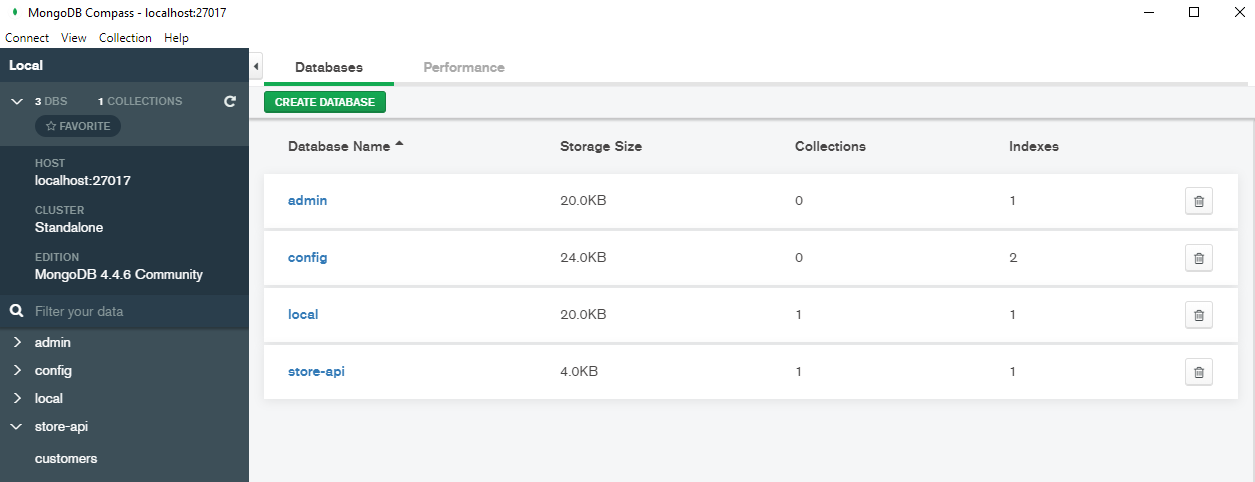 MongoDB Compass - localhost:27017
Connect View Collection Help
Local
3 DBS 1 COLLECTIONS
FAVORITE
HOST
localhost:27017
CLUSTER
Standalone
EDITION
MongoDB 4.4.6 Community
Filter your data
admin
config
local
store-api
customers
Databases Performance
CREATE DATABASE
Database Name Storage Size Collections Indexes
admin 20.0KB 0 1
config 24.0KB 0 2
local 20.0KB 1 1
store-api 4.0KB 1 1